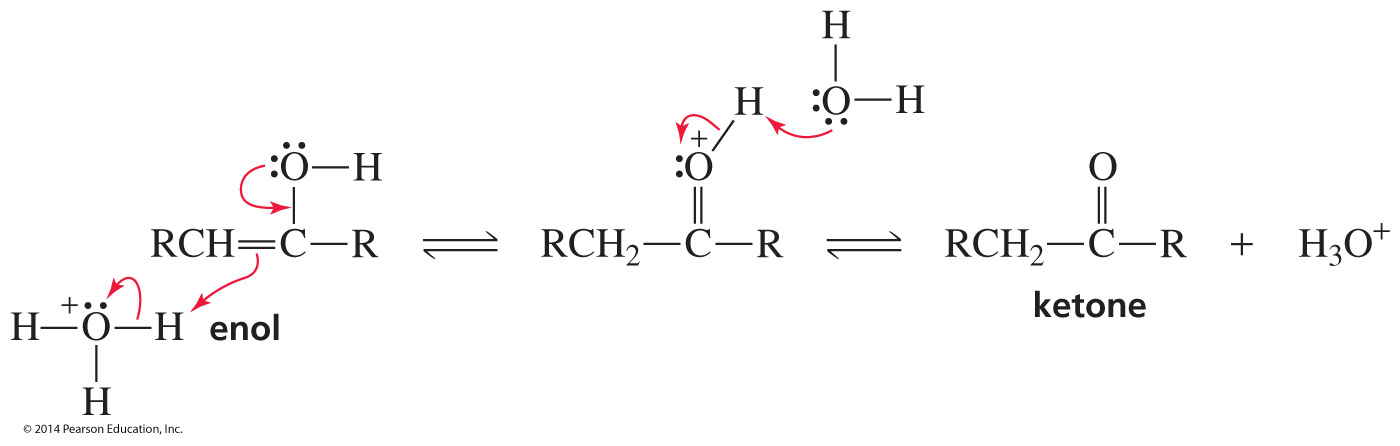 H
H :O—H
+
:O—H :O
RCH=C—R ⇌ RCH₂—C—R ⇌ RCH₂—C—R + H₃O⁺
O
ketone
+
H—O—H enol
H
© 2014 Pearson Education, Inc.